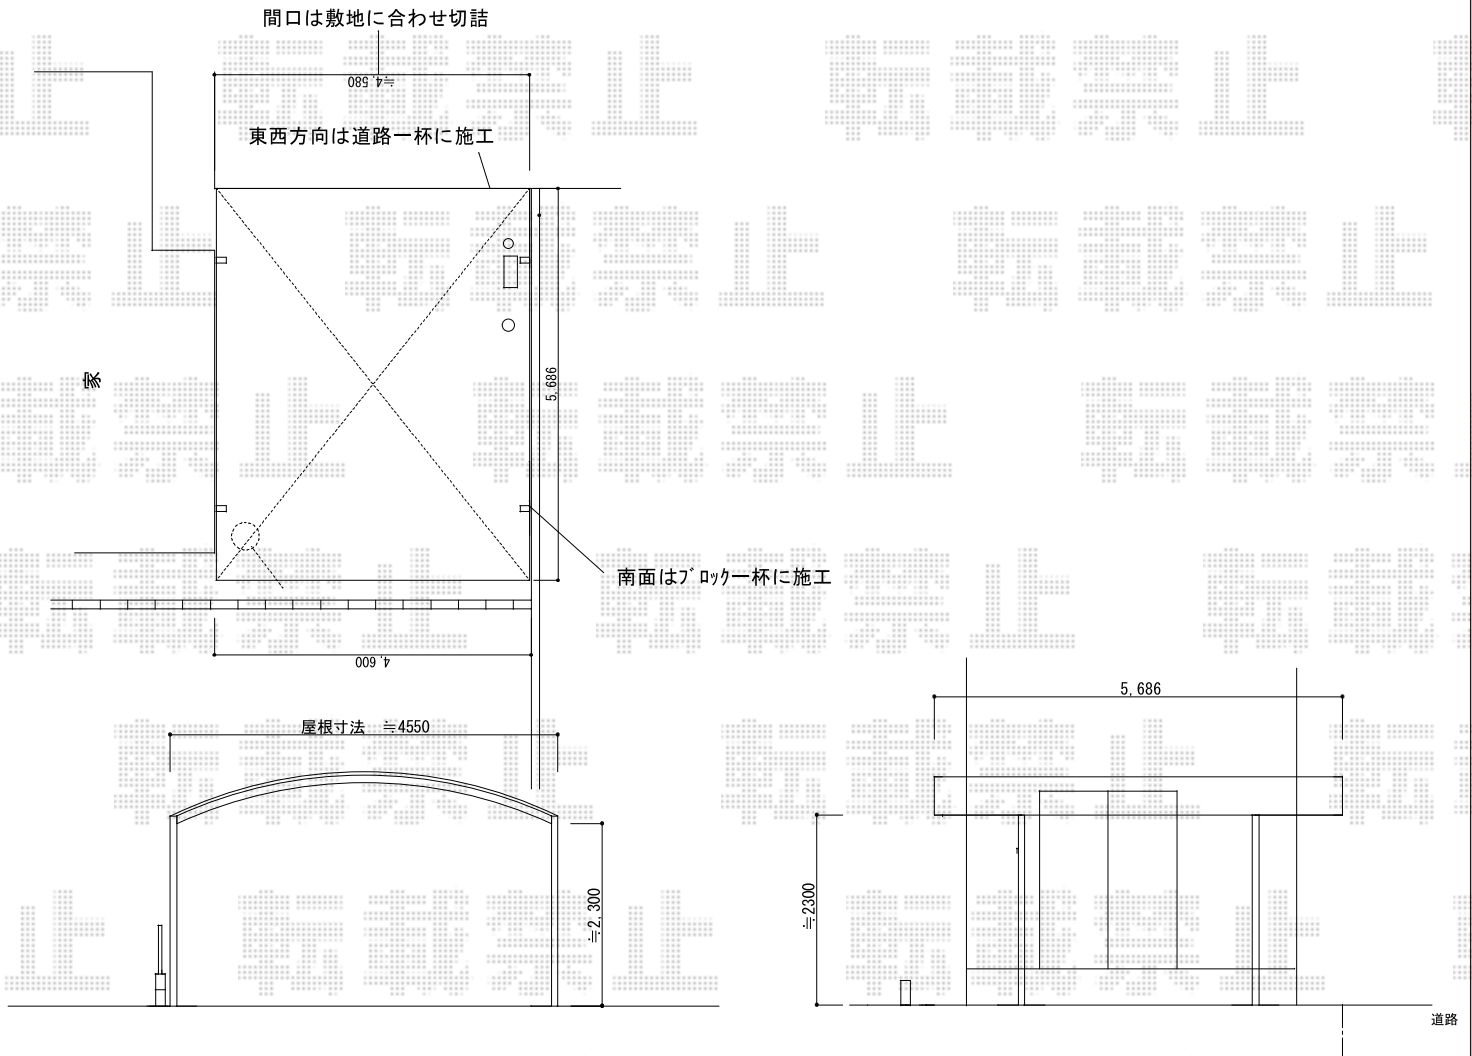 間口は敷地に合わせ切詰
≒4,580
東西方向は道路一杯に施工
家
5,686
南面はﾌﾞﾛｯｸ一杯に施工
4,600
屋根寸法　≒4550
≒2,300
5,686
≒2300
道路
転載禁止